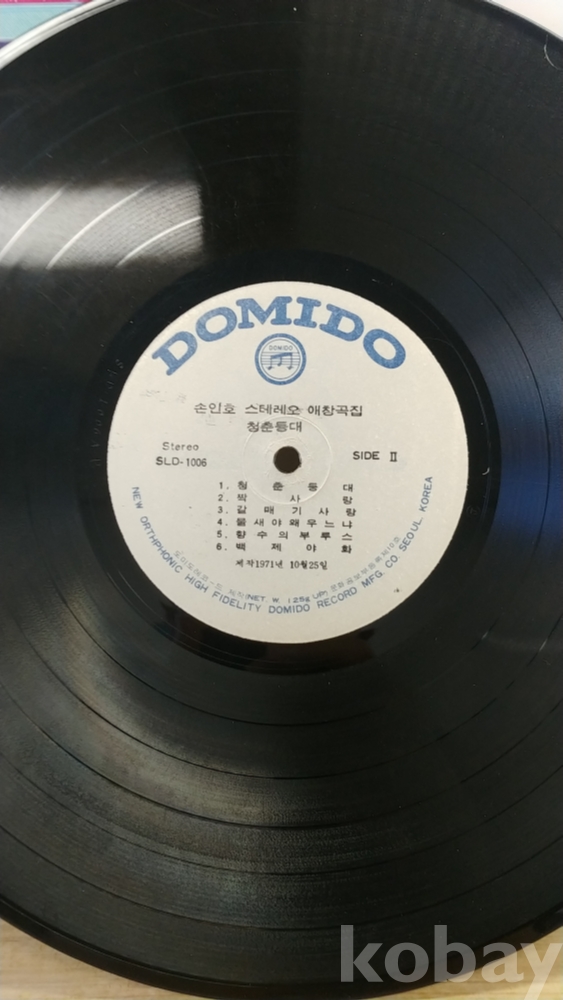 DOMIDO
DOMIDO
손인호 스테레오 애창곡집
청춘등대
Stereo
SLD-1006
SIDE II
1. 청춘등대
2. 짝사랑
3. 갈매기사랑
4. 물새야왜우느냐
5. 향수의부루스
6. 백제야화
제작1971년 10월25일
NEW ORTHPHONIC HIGH FIDELITY DOMIDO RECORD MFG. CO. SEOUL KOREA
kobay